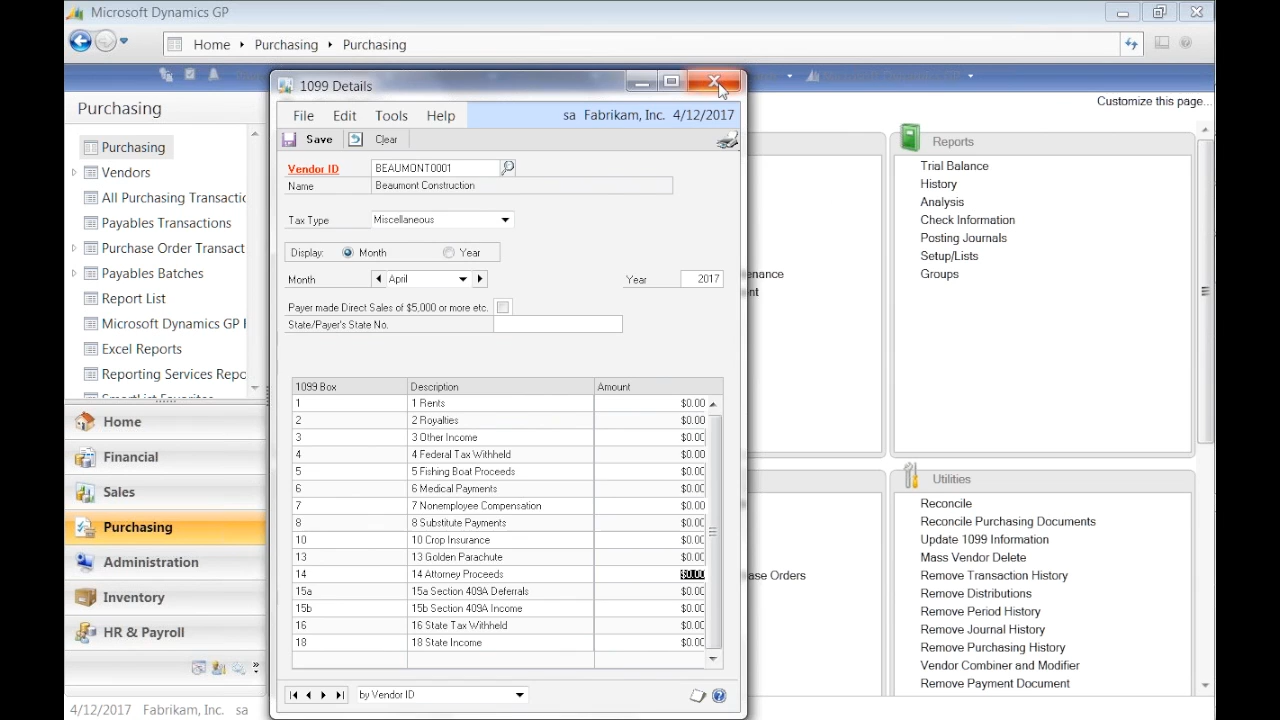 Microsoft Dynamics GP
Home Purchasing Purchasing
Customize this page...
Purchasing
Purchasing
Vendors
All Purchasing Transactic
Payables Transactions
Purchase Order Transact
Payables Batches
Report List
Microsoft Dynamics GP
Excel Reports
Reporting Services Repo
Home
Financial
Sales
Purchasing
Administration
Inventory
HR & Payroll
4/12/2017 Fabrikam, Inc. sa
1099 Details
File Edit Tools Help sa Fabrikam, Inc. 4/12/2017
Save Clear
Vendor ID BEAUMONT0001
Name Beaumont Construction
Tax Type Miscellaneous
Display: Month Year
Month April Year 2017
Payer made Direct Sales of $5,000 or more etc.
State/Payer's State No.
1099 Box Description Amount
1 1 Rents $0.00
2 2 Royalties $0.00
3 3 Other Income $0.00
4 4 Federal Tax Withheld $0.00
5 5 Fishing Boat Proceeds $0.00
6 6 Medical Payments $0.00
7 7 Nonemployee Compensation $0.00
8 8 Substitute Payments $0.00
10 10 Crop Insurance $0.00
13 13 Golden Parachute $0.00
14 14 Attorney Proceeds $0.00
15a 15a Section 409A Deferrals $0.00
15b 15b Section 409A Income $0.00
16 16 State Tax Withheld $0.00
18 18 State Income $0.00
by Vendor ID
enance
nt
ase Orders
Reports
Trial Balance
History
Analysis
Check Information
Posting Journals
Setup/Lists
Groups
Utilities
Reconcile
Reconcile Purchasing Documents
Update 1099 Information
Mass Vendor Delete
Remove Transaction History
Remove Distributions
Remove Period History
Remove Journal History
Remove Purchasing History
Vendor Combiner and Modifier
Remove Payment Document